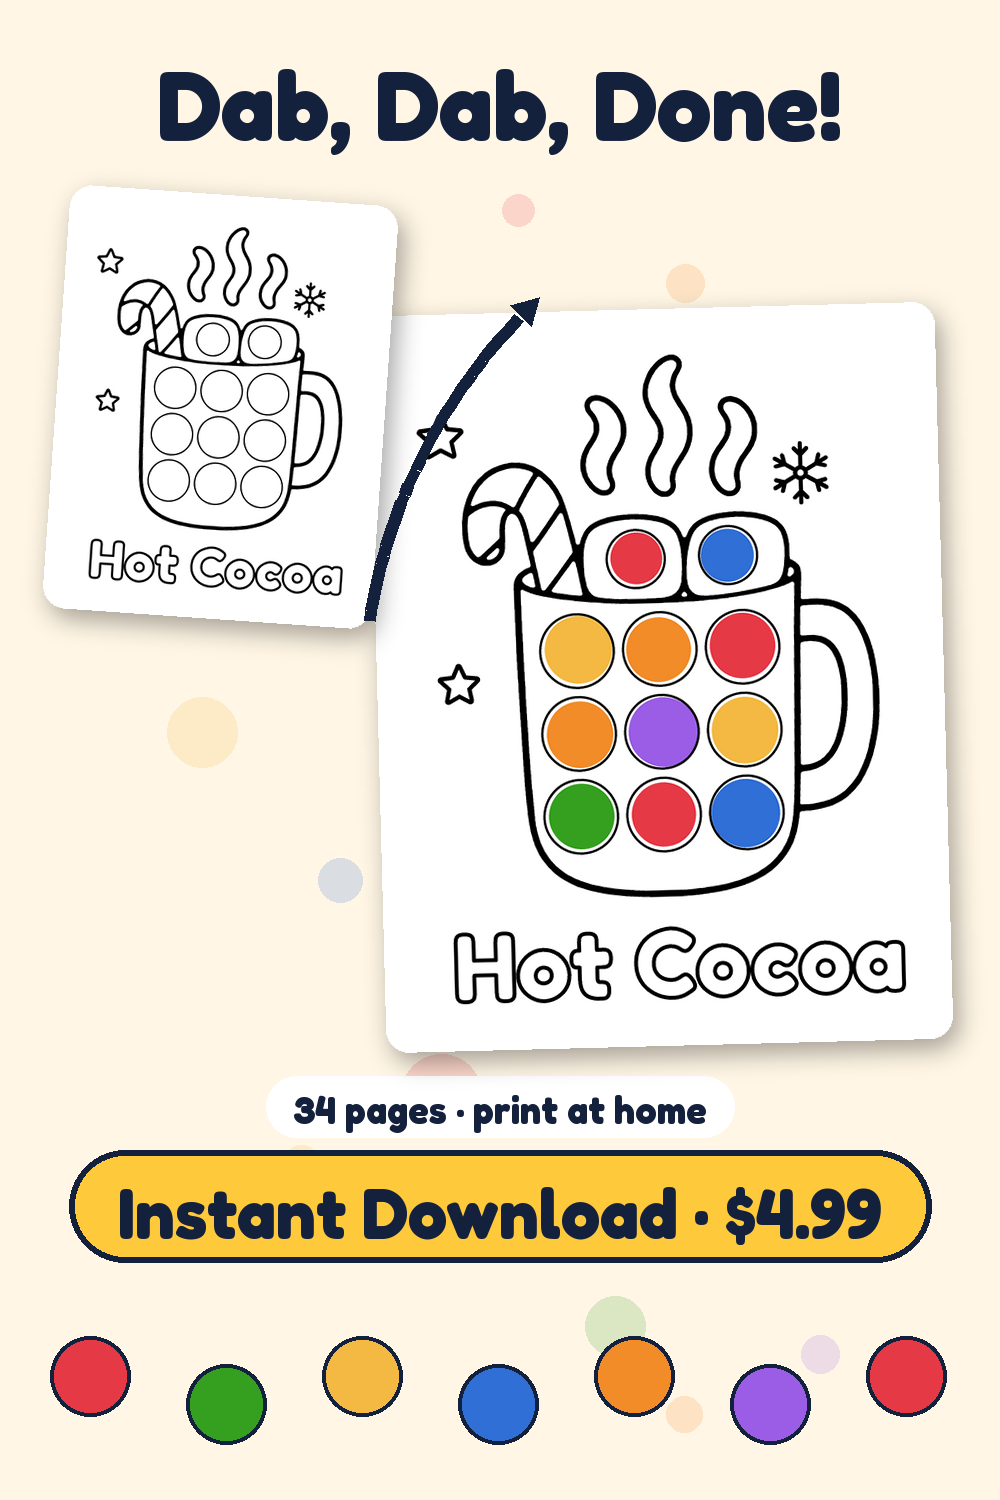 Dab, Dab, Done!
Hot Cocoa
Hot Cocoa
34 pages · print at home
Instant Download · $4.99